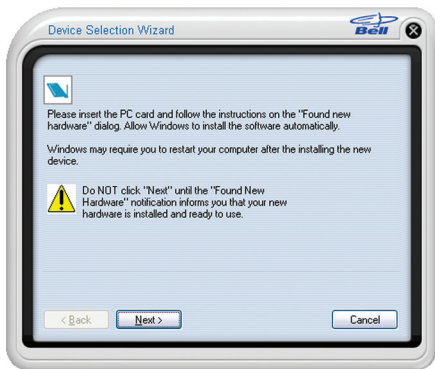 Device Selection Wizard
Bell
Please insert the PC card and follow the instructions on the "Found new
hardware" dialog. Allow Windows to install the software automatically.
Windows may require you to restart your computer after the installing the new
device.
Do NOT click "Next" until the "Found New
Hardware" notification informs you that your new
hardware is installed and ready to use.
< Back
Next >
Cancel